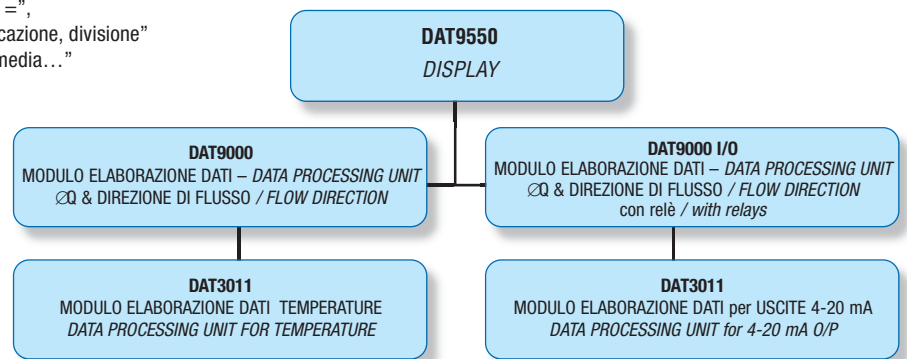 =”,
cazione, divisione”
media…”
DAT9550
DISPLAY
DAT9000
MODULO ELABORAZIONE DATI – DATA PROCESSING UNIT
∅Q & DIREZIONE DI FLUSSO / FLOW DIRECTION
DAT9000 I/O
MODULO ELABORAZIONE DATI – DATA PROCESSING UNIT
∅Q & DIREZIONE DI FLUSSO / FLOW DIRECTION
con relè / with relays
DAT3011
MODULO ELABORAZIONE DATI TEMPERATURE
DATA PROCESSING UNIT FOR TEMPERATURE
DAT3011
MODULO ELABORAZIONE DATI per USCITE 4-20 mA
DATA PROCESSING UNIT for 4-20 mA O/P